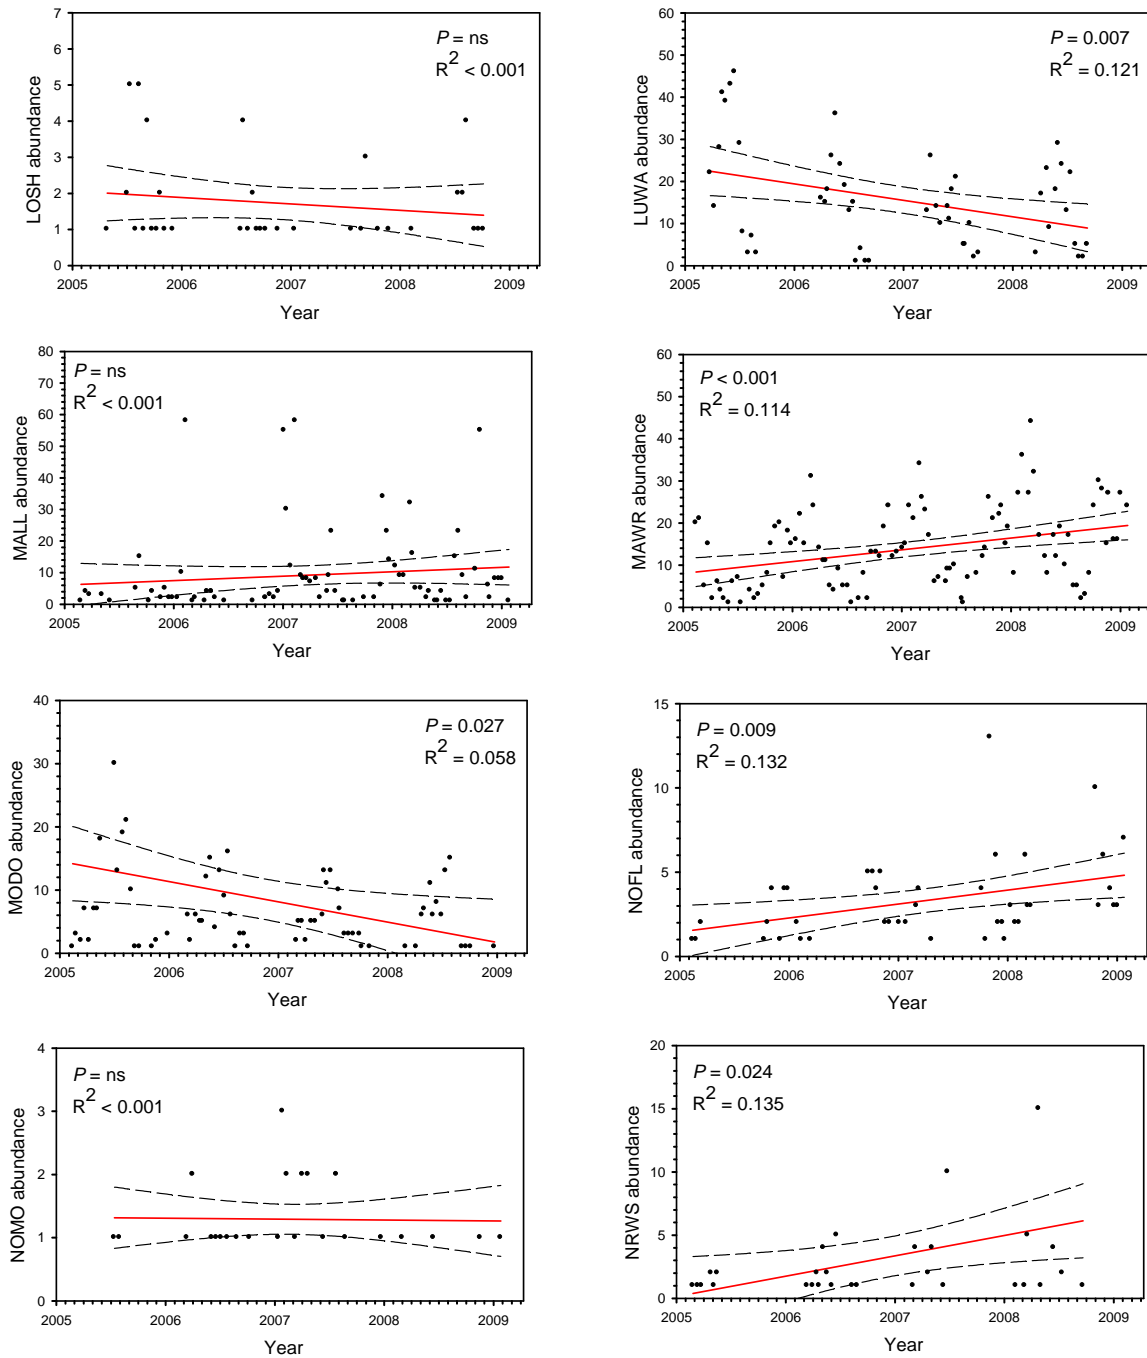 7
6
5
4
3
2
1
0
LOSH abundance
P = ns
R2 < 0.001
2005 2006 2007 2008 2009
Year
60
50
40
30
20
10
0
LUWA abundance
P = 0.007
R2 = 0.121
2005 2006 2007 2008 2009
Year
80
70
60
50
40
30
20
10
0
MALL abundance
P = ns
R2 < 0.001
2005 2006 2007 2008 2009
Year
60
50
40
30
20
10
0
MAWR abundance
P < 0.001
R2 = 0.114
2005 2006 2007 2008 2009
Year
40
30
20
10
0
MODO abundance
P = 0.027
R2 = 0.058
2005 2006 2007 2008 2009
Year
15
10
5
0
NOFL abundance
P = 0.009
R2 = 0.132
2005 2006 2007 2008 2009
Year
4
3
2
1
0
NOMO abundance
P = ns
R2 < 0.001
2005 2006 2007 2008 2009
Year
20
15
10
5
0
NRWS abundance
P = 0.024
R2 = 0.135
2005 2006 2007 2008 2009
Year